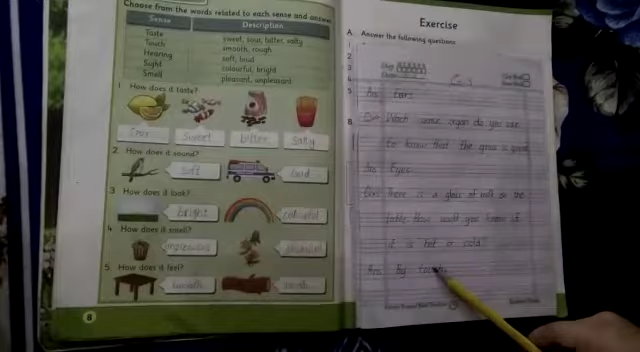 Choose from the words related to each sense and answer
Sense Description
Taste sweet, sour, bitter, salty
Touch smooth, rough
Hearing soft, loud
Sight colourful, bright
Smell pleasant, unpleasant
1. How does it taste?
sweet bitter salty
2. How does it sound?
soft loud
3. How does it look?
bright colourful
4. How does it smell?
5. How does it feel?
smooth
8
Exercise
A. Answer the following questions
1
2
3
4
5
B.
Ans Ears
Which sense organ do you use
to know that the grass is green
Ans Eyes
There is a glass of milk on the
table. How would you know if
it is hot or cold.
Ans By